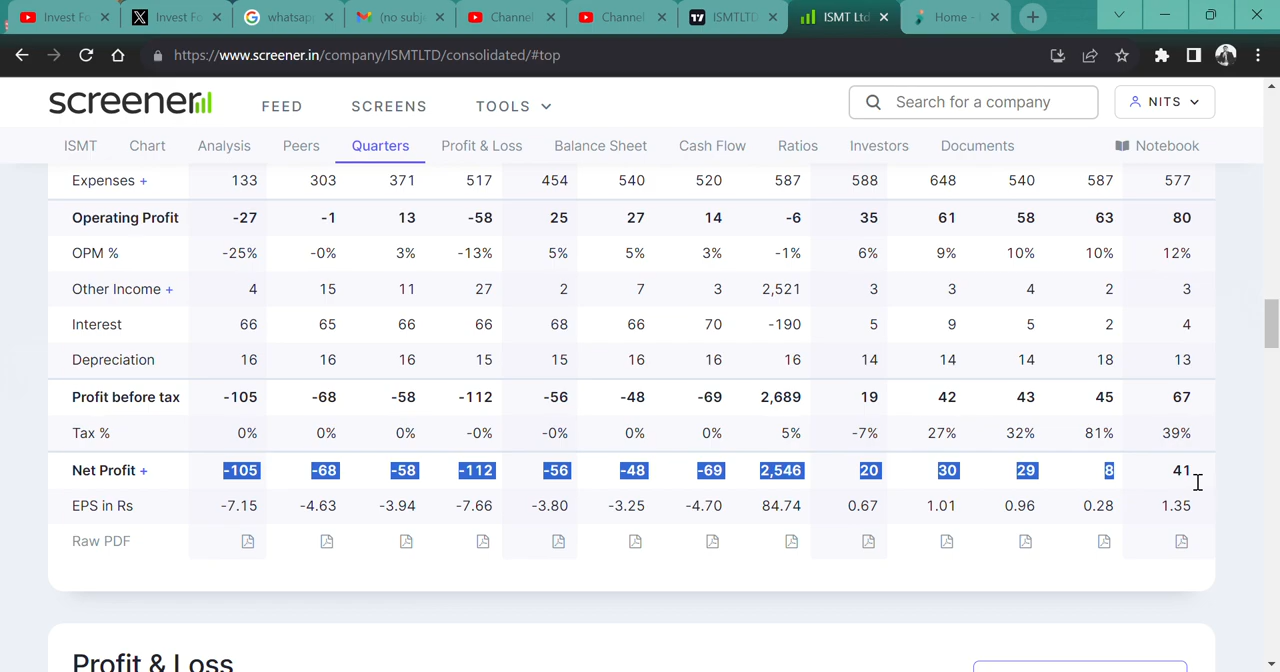 Invest Fo
Invest Fo
whatsap
(no subj
Channel
Channel
ISMTLTD
ISMT Ltd
Home -
https://www.screener.in/company/ISMTLTD/consolidated/#top
screener
FEED SCREENS TOOLS
Search for a company
NITS
ISMT Chart Analysis Peers Quarters Profit & Loss Balance Sheet Cash Flow Ratios Investors Documents Notebook
Expenses + 133 303 371 517 454 540 520 587 588 648 540 587 577
Operating Profit -27 -1 13 -58 25 27 14 -6 35 61 58 63 80
OPM % -25% -0% 3% -13% 5% 5% 3% -1% 6% 9% 10% 10% 12%
Other Income + 4 15 11 27 2 7 3 2,521 3 3 4 2 3
Interest 66 65 66 66 68 66 70 -190 5 9 5 2 4
Depreciation 16 16 16 15 15 16 16 16 14 14 14 18 13
Profit before tax -105 -68 -58 -112 -56 -48 -69 2,689 19 42 43 45 67
Tax % 0% 0% 0% -0% -0% 0% 0% 5% -7% 27% 32% 81% 39%
Net Profit + -105 -68 -58 -112 -56 -48 -69 2,546 20 30 29 8 41
EPS in Rs -7.15 -4.63 -3.94 -7.66 -3.80 -3.25 -4.70 84.74 0.67 1.01 0.96 0.28 1.35
Raw PDF
Profit & Loss